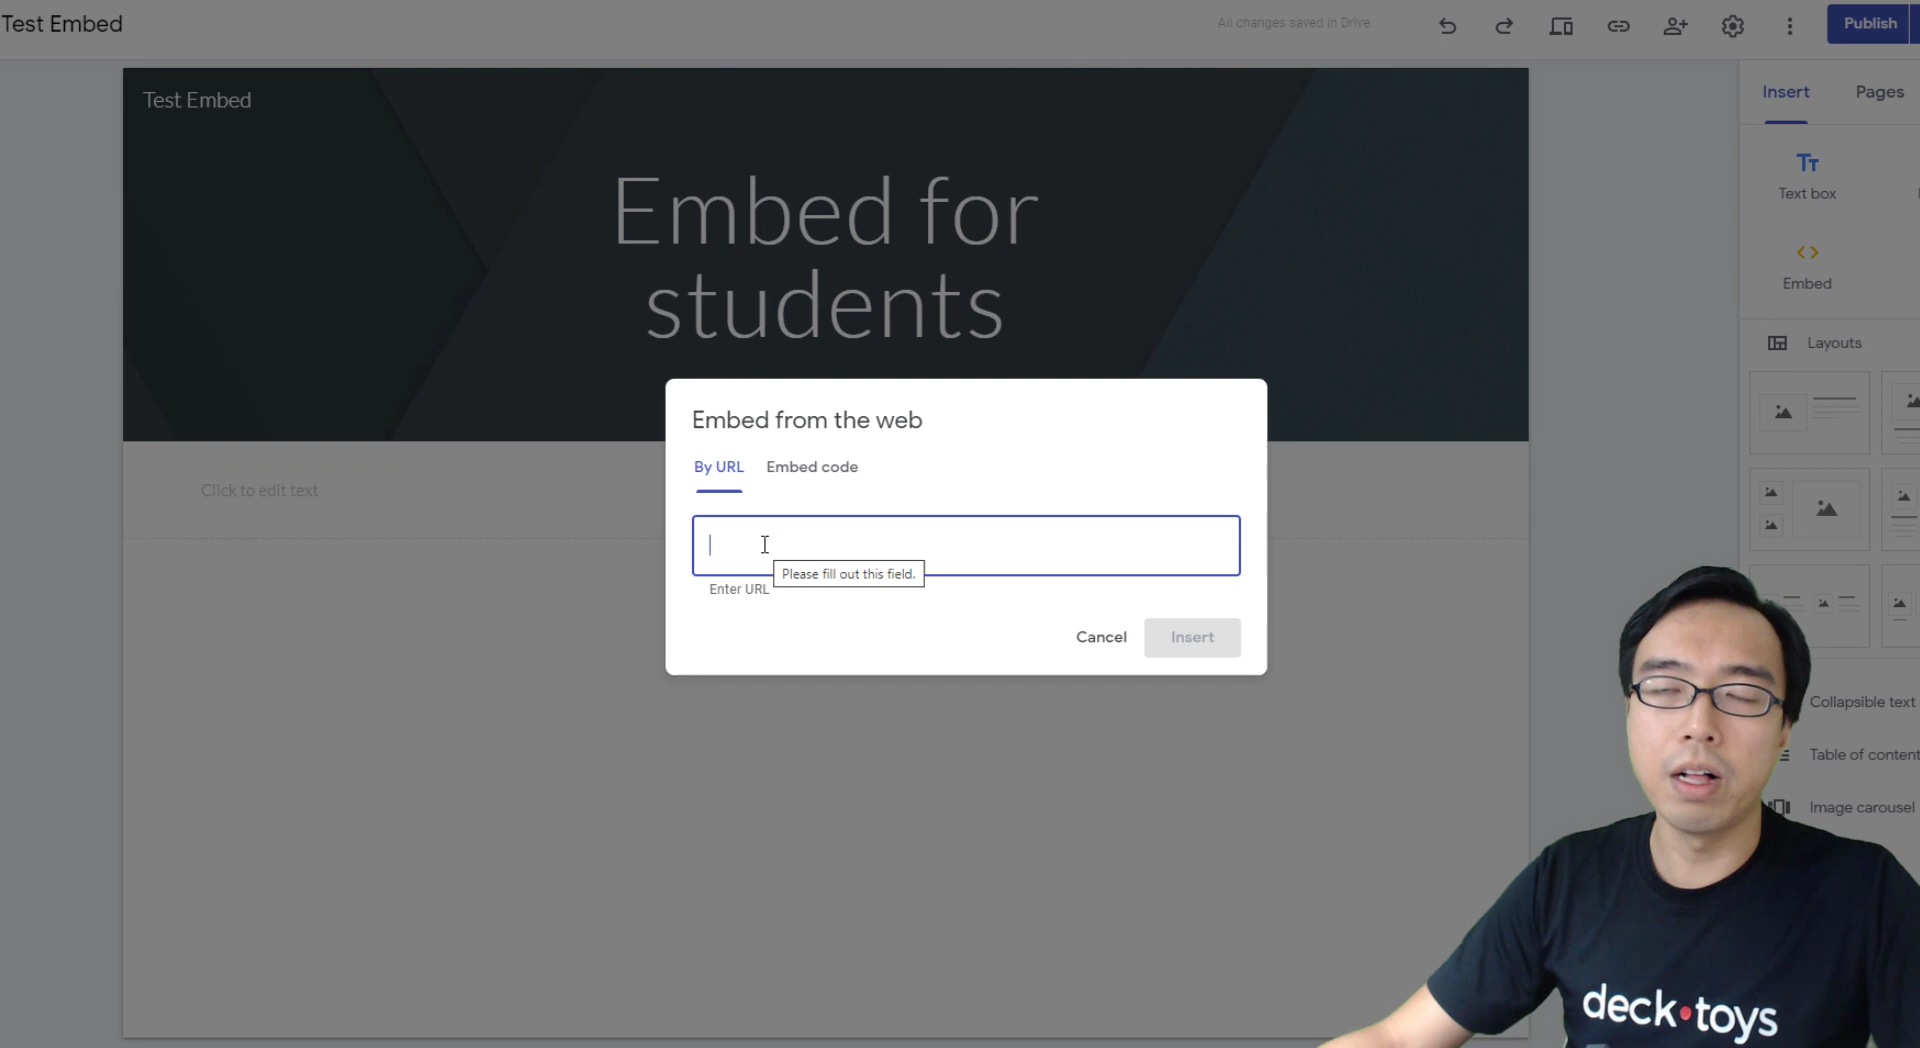 Test Embed
All changes saved in Drive
Publish
Test Embed
Embed for
students
Click to edit text
Embed from the web
By URL
Embed code
Please fill out this field.
Enter URL
Cancel
Insert
Insert
Pages
Text box
Embed
Layouts
Collapsible text
Table of content
Image carousel
deck•toys